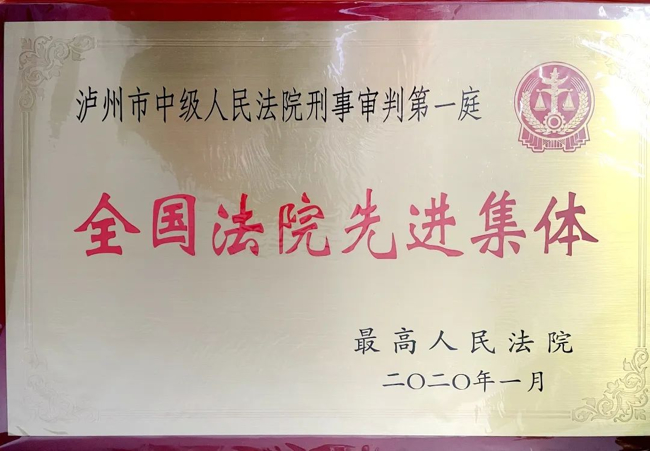 泸州市中级人民法院刑事审判第一庭
全国法院先进集体
最高人民法院
二〇二〇年一月